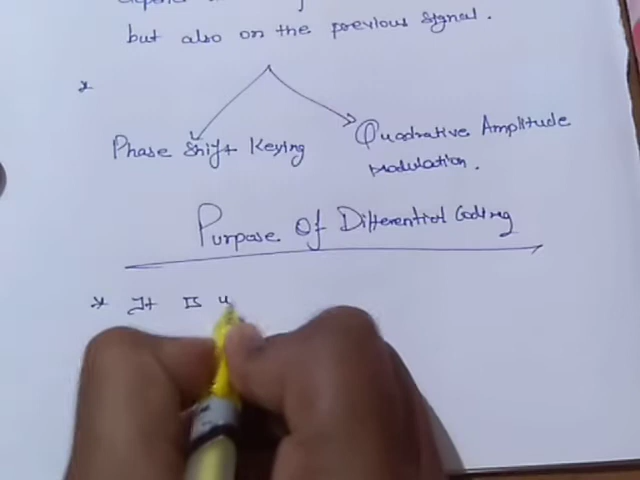 but also on the previous signal.
*
Phase Shift Keying
Quadrative Amplitude
Modulation.
Purpose Of Differential Coding
* It Is u